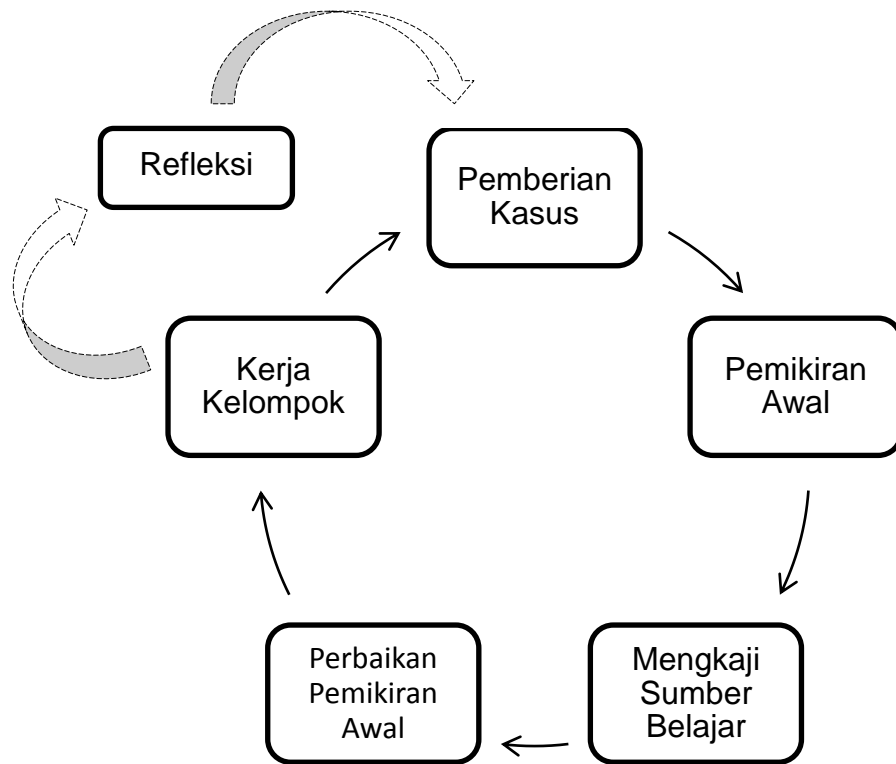 Refleksi
Pemberian
Kasus
Pemikiran
Awal
Mengkaji
Sumber
Belajar
Perbaikan
Pemikiran
Awal
Kerja
Kelompok